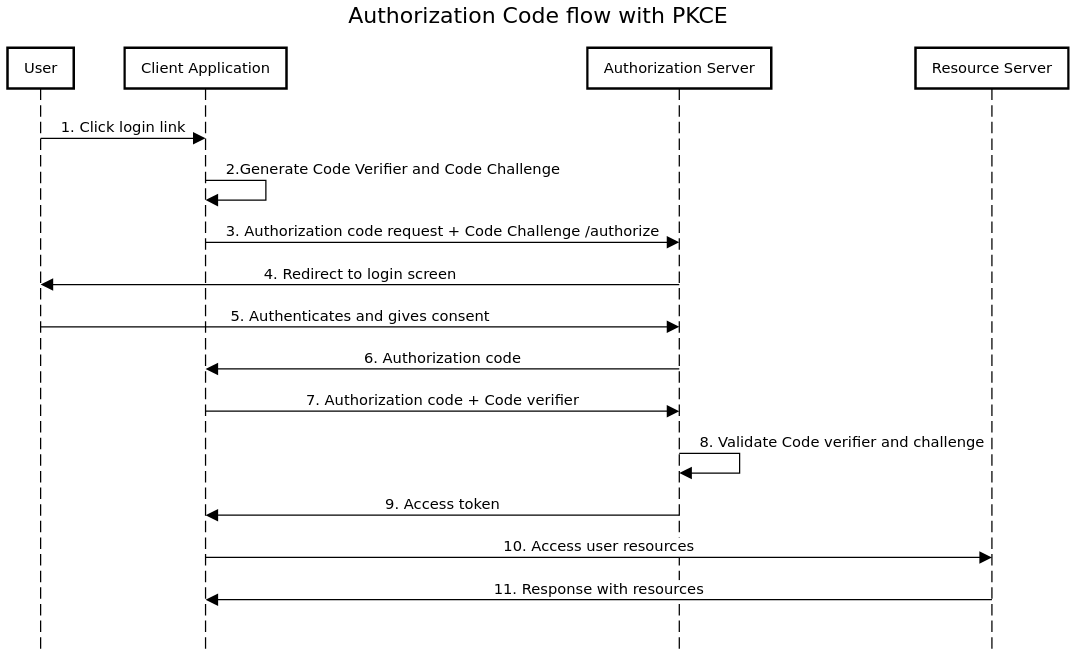 Authorization Code flow with PKCE
User
Client Application
Authorization Server
Resource Server
1. Click login link
2.Generate Code Verifier and Code Challenge
3. Authorization code request + Code Challenge /authorize
4. Redirect to login screen
5. Authenticates and gives consent
6. Authorization code
7. Authorization code + Code verifier
8. Validate Code verifier and challenge
9. Access token
10. Access user resources
11. Response with resources